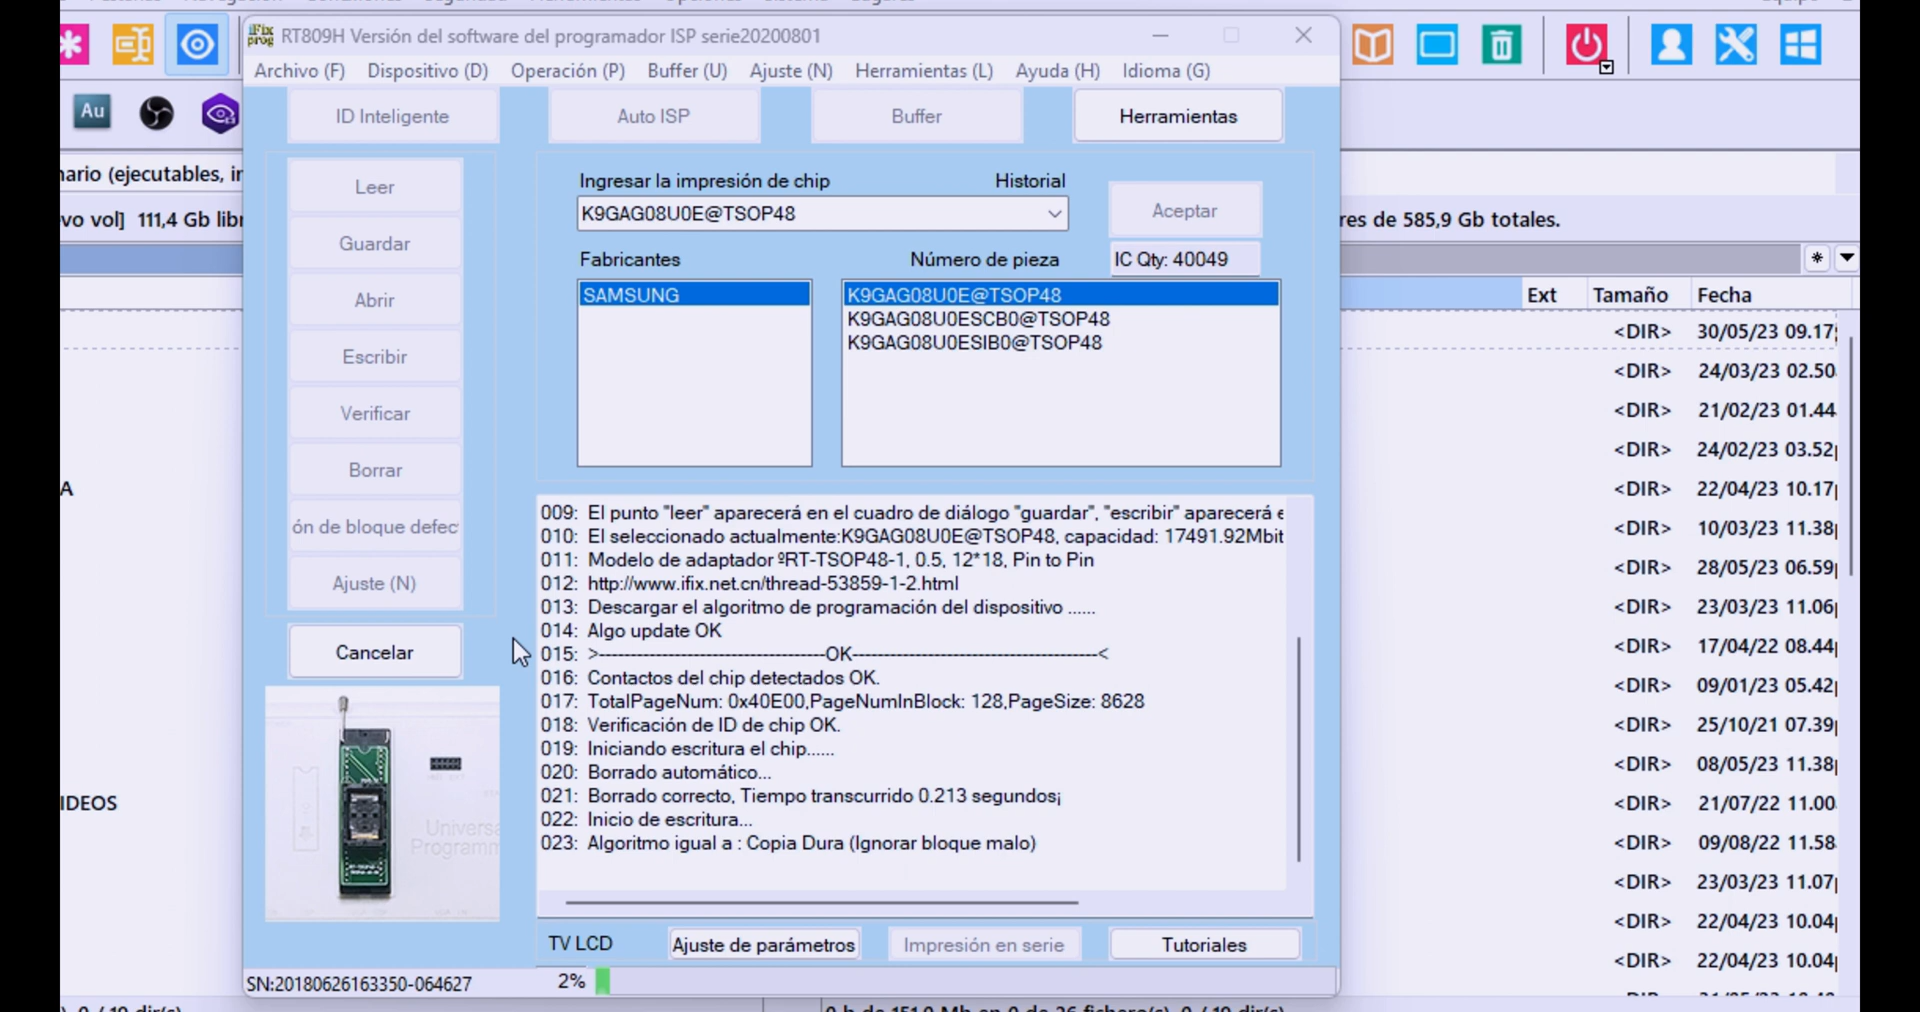 iFix
prog
RT809H Versión del software del programador ISP serie20200801
Archivo (F) Dispositivo (D) Operación (P) Buffer (U) Ajuste (N) Herramientas (L) Ayuda (H) Idioma (G)
Au
ID Inteligente
Auto ISP
Buffer
Herramientas
nario (ejecutables, ir
evo vol] 111,4 Gb libr
res de 585,9 Gb totales.
Leer
Guardar
Abrir
Escribir
Verificar
Borrar
ón de bloque defec
Ajuste (N)
Cancelar
Ingresar la impresión de chip
Historial
K9GAG08U0E@TSOP48
Aceptar
Fabricantes
Número de pieza
IC Qty: 40049
SAMSUNG
K9GAG08U0E@TSOP48
K9GAG08U0ESCB0@TSOP48
K9GAG08U0ESIB0@TSOP48
009: El punto "leer" aparecerá en el cuadro de diálogo "guardar", "escribir" aparecerá e
010: El seleccionado actualmente:K9GAG08U0E@TSOP48, capacidad: 17491.92Mbit
011: Modelo de adaptador ºRT-TSOP48-1, 0.5, 12*18, Pin to Pin
012: http://www.ifix.net.cn/thread-53859-1-2.html
013: Descargar el algoritmo de programación del dispositivo ......
014: Algo update OK
015: >------------------------------------OK---------------------------------------<
016: Contactos del chip detectados OK.
017: TotalPageNum: 0x40E00,PageNumInBlock: 128,PageSize: 8628
018: Verificación de ID de chip OK.
019: Iniciando escritura el chip......
020: Borrado automático...
021: Borrado correcto, Tiempo transcurrido 0.213 segundos¡
022: Inicio de escritura...
023: Algoritmo igual a : Copia Dura (Ignorar bloque malo)
Universa
Programm
TV LCD
Ajuste de parámetros
Impresión en serie
Tutoriales
SN:20180626163350-064627
2%
A
IDEOS
*
Ext Tamaño Fecha
<DIR> 30/05/23 09.17
<DIR> 24/03/23 02.50
<DIR> 21/02/23 01.44
<DIR> 24/02/23 03.52
<DIR> 22/04/23 10.17
<DIR> 10/03/23 11.38
<DIR> 28/05/23 06.59
<DIR> 23/03/23 11.06
<DIR> 17/04/22 08.44
<DIR> 09/01/23 05.42
<DIR> 25/10/21 07.39
<DIR> 08/05/23 11.38
<DIR> 21/07/22 11.00
<DIR> 09/08/22 11.58
<DIR> 23/03/23 11.07
<DIR> 22/04/23 10.04
<DIR> 22/04/23 10.04